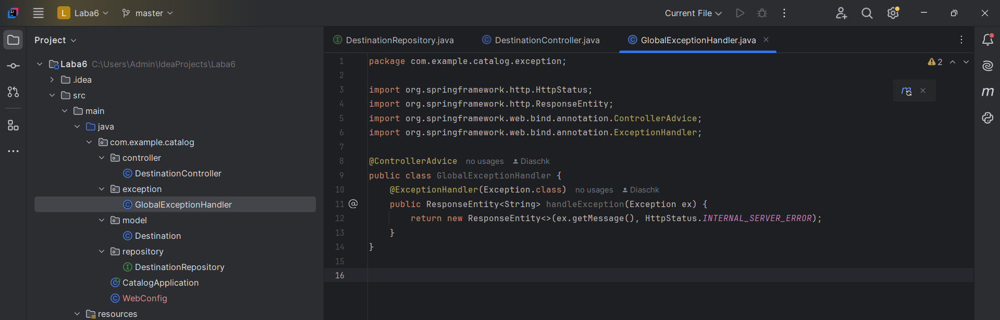 L Laba6 master Current File
Project
DestinationRepository.java DestinationController.java GlobalExceptionHandler.java
Laba6 C:\Users\Admin\IdeaProjects\Laba6
.idea
src
main
java
com.example.catalog
controller
DestinationController
exception
GlobalExceptionHandler
model
Destination
repository
DestinationRepository
CatalogApplication
WebConfig
resources
1 package com.example.catalog.exception;
2
3 import org.springframework.http.HttpStatus;
4 import org.springframework.http.ResponseEntity;
5 import org.springframework.web.bind.annotation.ControllerAdvice;
6 import org.springframework.web.bind.annotation.ExceptionHandler;
7
8 @ControllerAdvice no usages Diaschk
9 public class GlobalExceptionHandler {
10 @ExceptionHandler(Exception.class) no usages Diaschk
11 @ public ResponseEntity<String> handleException(Exception ex) {
12 return new ResponseEntity<>(ex.getMessage(), HttpStatus.INTERNAL_SERVER_ERROR);
13 }
14 }
15
16
2
m
m